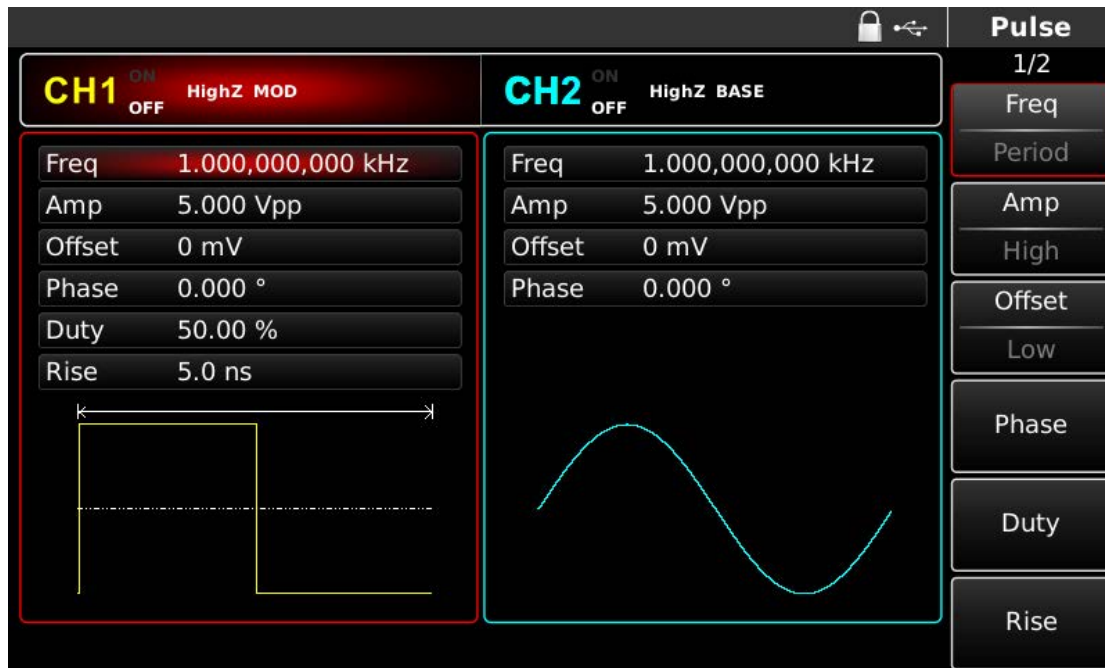 Pulse
1/2
CH1 ON OFF HighZ MOD
CH2 ON OFF HighZ BASE
Freq 1.000,000,000 kHz
Amp 5.000 Vpp
Offset 0 mV
Phase 0.000 °
Duty 50.00 %
Rise 5.0 ns
Freq 1.000,000,000 kHz
Amp 5.000 Vpp
Offset 0 mV
Phase 0.000 °
Freq
Period
Amp
High
Offset
Low
Phase
Duty
Rise